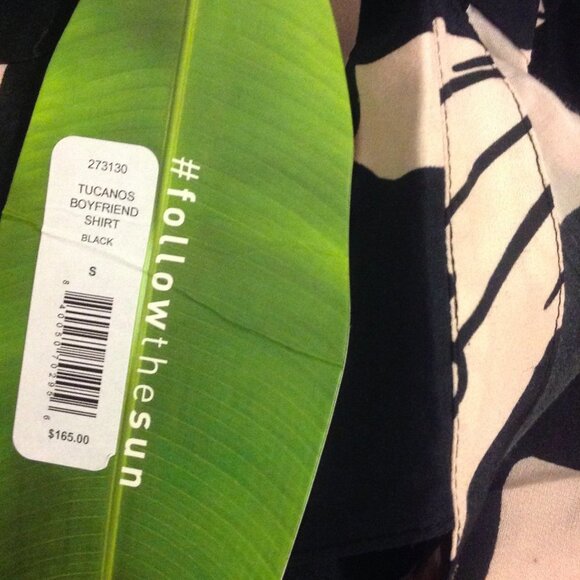 273130
TUCANOS
BOYFRIEND
SHIRT
BLACK
S
$165.00
#followthesun